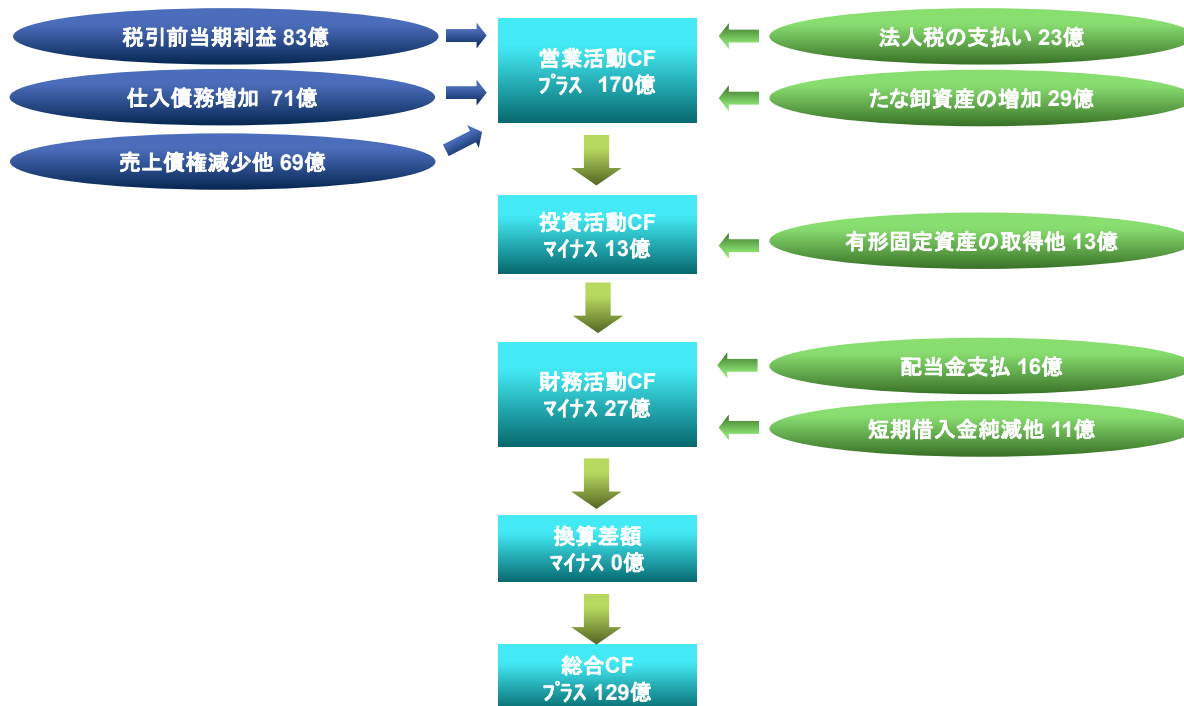 税引前当期利益 83億
仕入債務増加 71億
売上債権減少他 69億
営業活動CF
プラス 170億
法人税の支払い 23億
たな卸資産の増加 29億
投資活動CF
マイナス 13億
有形固定資産の取得他 13億
財務活動CF
マイナス 27億
配当金支払 16億
短期借入金純減他 11億
換算差額
マイナス 0億
総合CF
プラス 129億